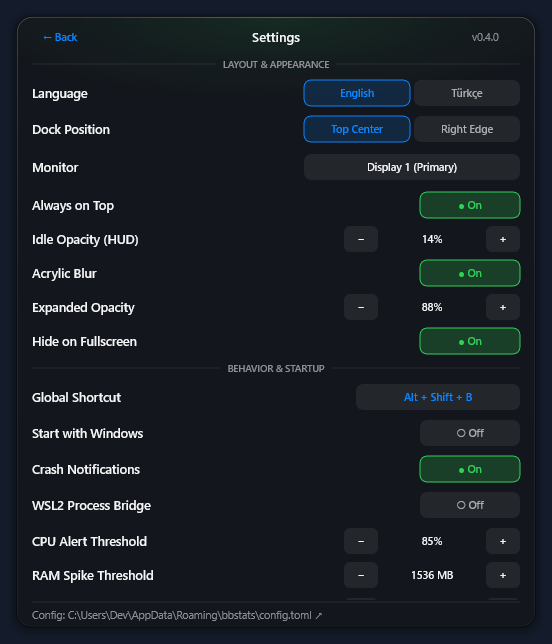 ← Back Settings v0.4.0
LAYOUT & APPEARANCE
Language English Türkçe
Dock Position Top Center Right Edge
Monitor Display 1 (Primary)
Always on Top ● On
Idle Opacity (HUD) − 14% +
Acrylic Blur ● On
Expanded Opacity − 88% +
Hide on Fullscreen ● On
BEHAVIOR & STARTUP
Global Shortcut Alt + Shift + B
Start with Windows ○ Off
Crash Notifications ● On
WSL2 Process Bridge ○ Off
CPU Alert Threshold − 85% +
RAM Spike Threshold − 1536 MB +
Config: C:\Users\Dev\AppData\Roaming\bbstats\config.toml ↗